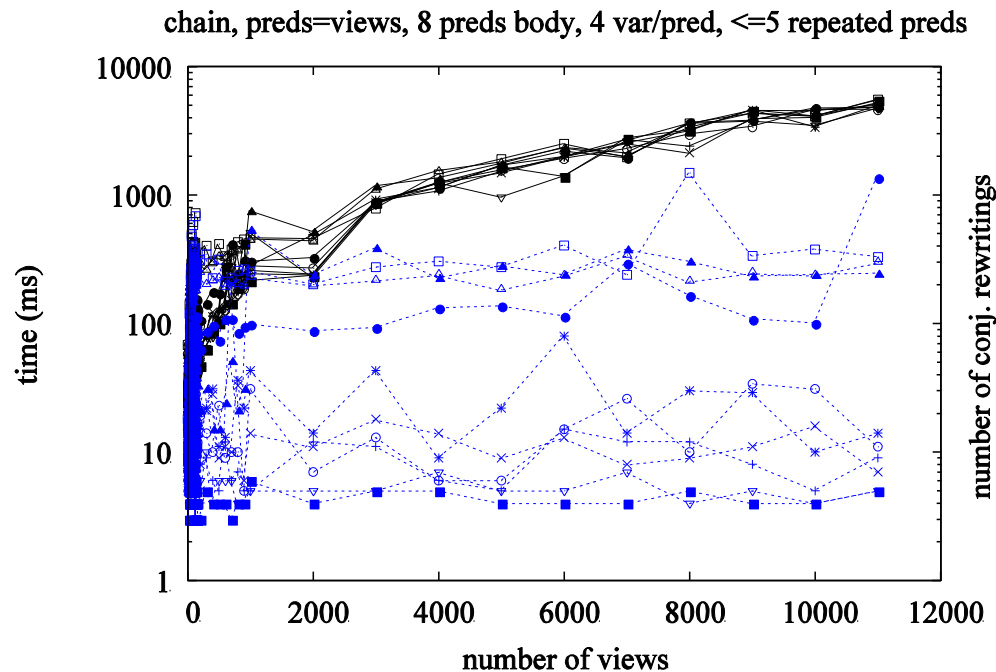 chain, preds=views, 8 preds body, 4 var/pred, <=5 repeated preds
10000
1000
100
10
1
time (ms)
number of conj. rewritings
0 2000 4000 6000 8000 10000 12000
number of views